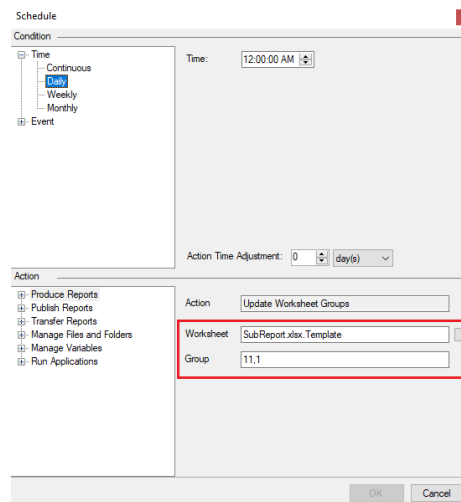 Schedule
Condition
Time
Continuous
Daily
Weekly
Monthly
Event
Time: 12:00:00 AM
Action Time Adjustment: 0 day(s)
Action
Produce Reports
Publish Reports
Transfer Reports
Manage Files and Folders
Manage Variables
Run Applications
Action Update Worksheet Groups
Worksheet SubReport.xlsx.Template
Group 11,1
OK Cancel